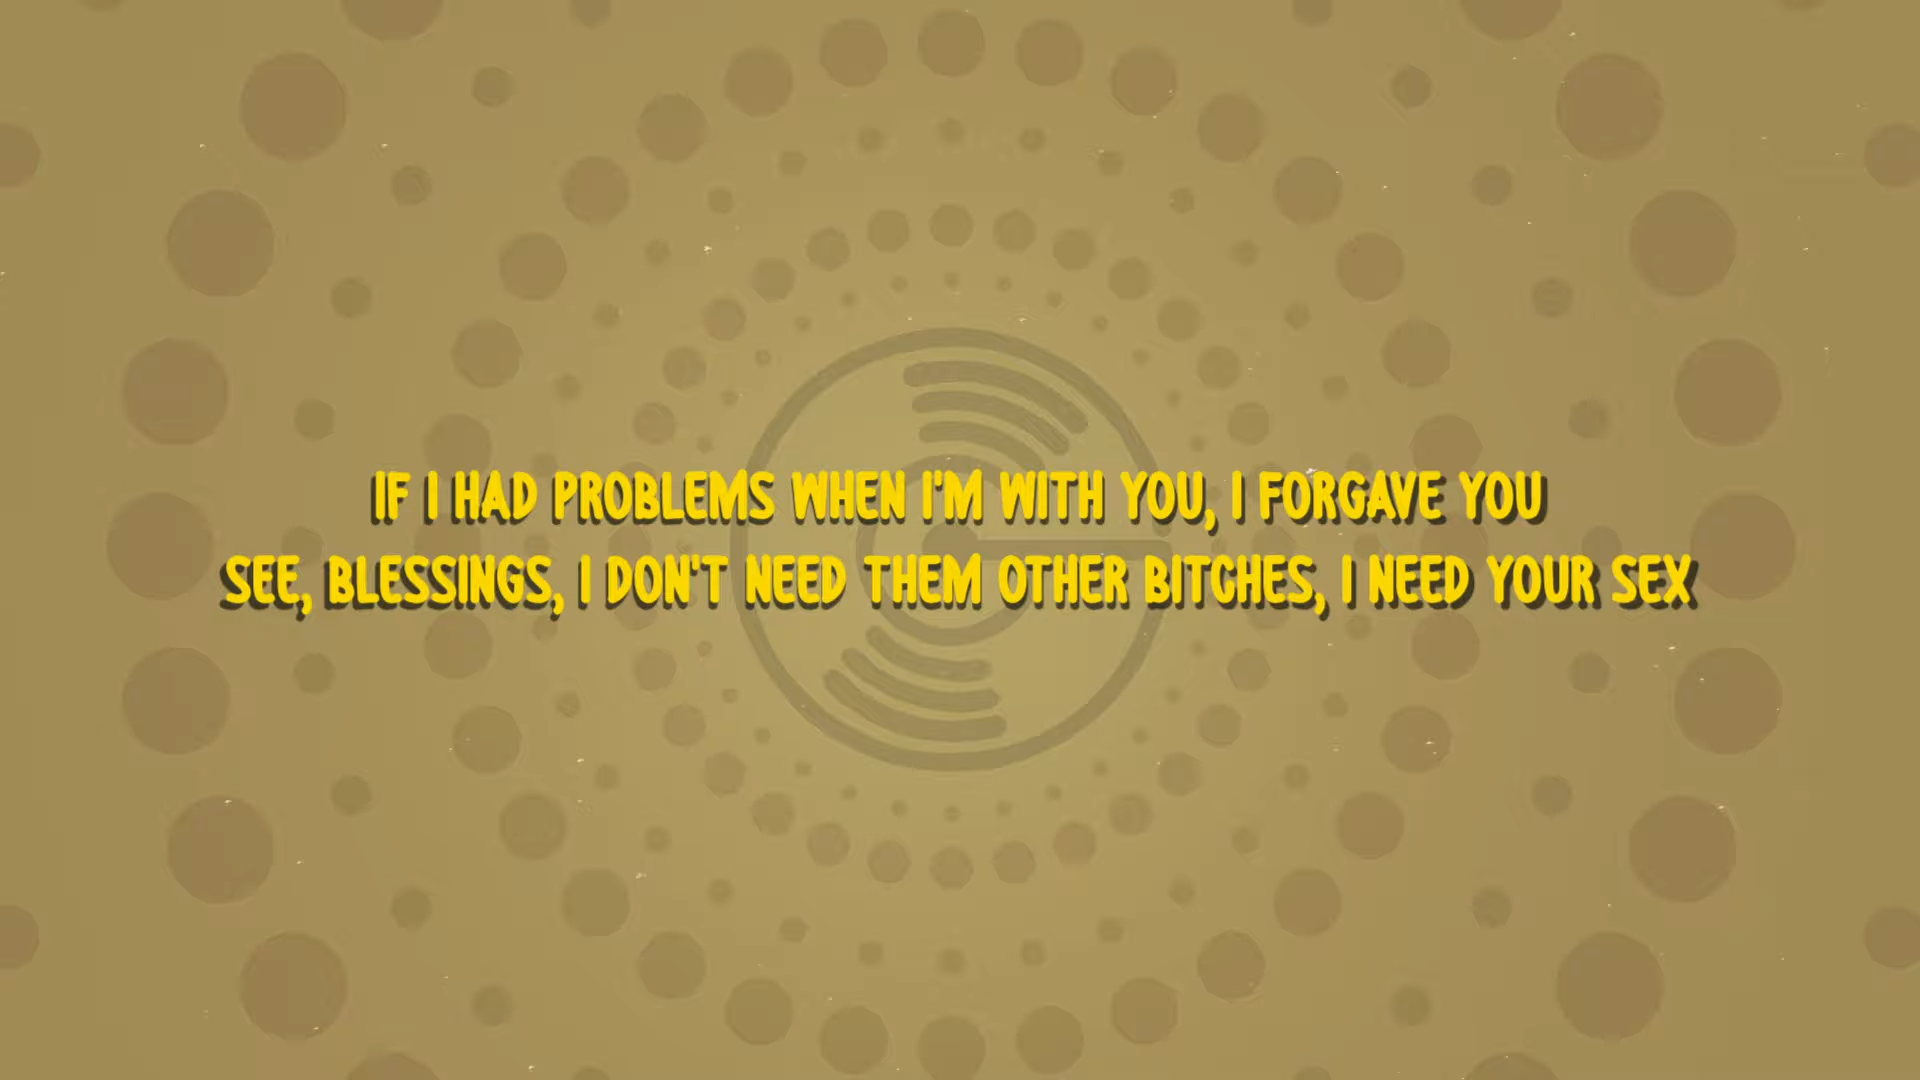 IF I HAD PROBLEMS WHEN I'M WITH YOU, I FORGAVE YOU
SEE, BLESSINGS, I DON'T NEED THEM OTHER BITCHES, I NEED YOUR SEX